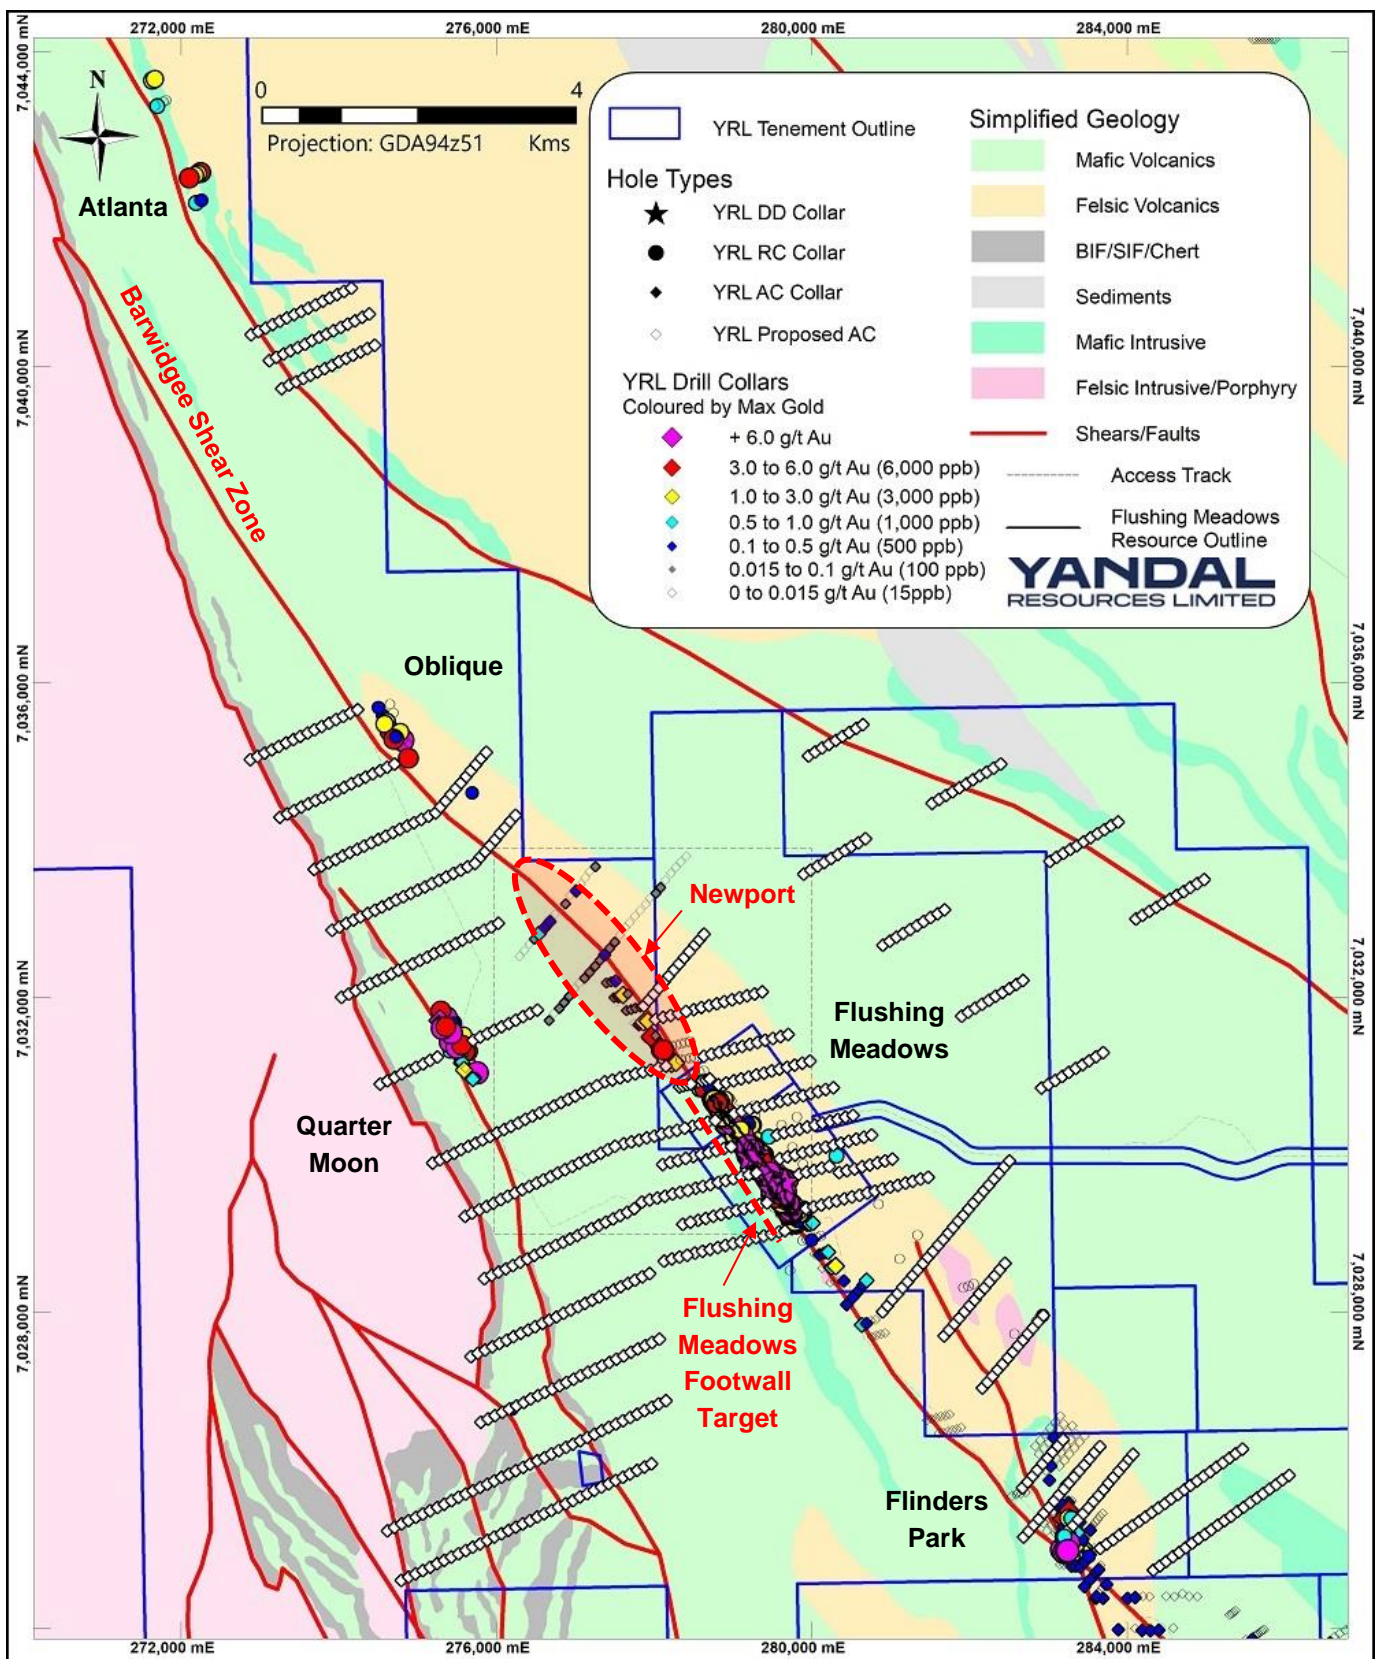 272,000 mE
276,000 mE
280,000 mE
284,000 mE
7,044,000 mN
7,040,000 mN
7,036,000 mN
7,032,000 mN
7,028,000 mN
N
0
4
Projection: GDA94z51
Kms
YRL Tenement Outline
Hole Types
YRL DD Collar
YRL RC Collar
YRL AC Collar
YRL Proposed AC
YRL Drill Collars
Coloured by Max Gold
+ 6.0 g/t Au
3.0 to 6.0 g/t Au (6,000 ppb)
1.0 to 3.0 g/t Au (3,000 ppb)
0.5 to 1.0 g/t Au (1,000 ppb)
0.1 to 0.5 g/t Au (500 ppb)
0.015 to 0.1 g/t Au (100 ppb)
0 to 0.015 g/t Au (15ppb)
Simplified Geology
Mafic Volcanics
Felsic Volcanics
BIF/SIF/Chert
Sediments
Mafic Intrusive
Felsic Intrusive/Porphyry
Shears/Faults
Access Track
Flushing Meadows
Resource Outline
YANDAL
RESOURCES LIMITED
7,040,000 mN
7,036,000 mN
7,032,000 mN
7,028,000 mN
Atlanta
Barwidgee Shear Zone
Oblique
Newport
Flushing
Meadows
Quarter
Moon
Flushing
Meadows
Footwall
Target
Flinders
Park
272,000 mE
276,000 mE
280,000 mE
284,000 mE